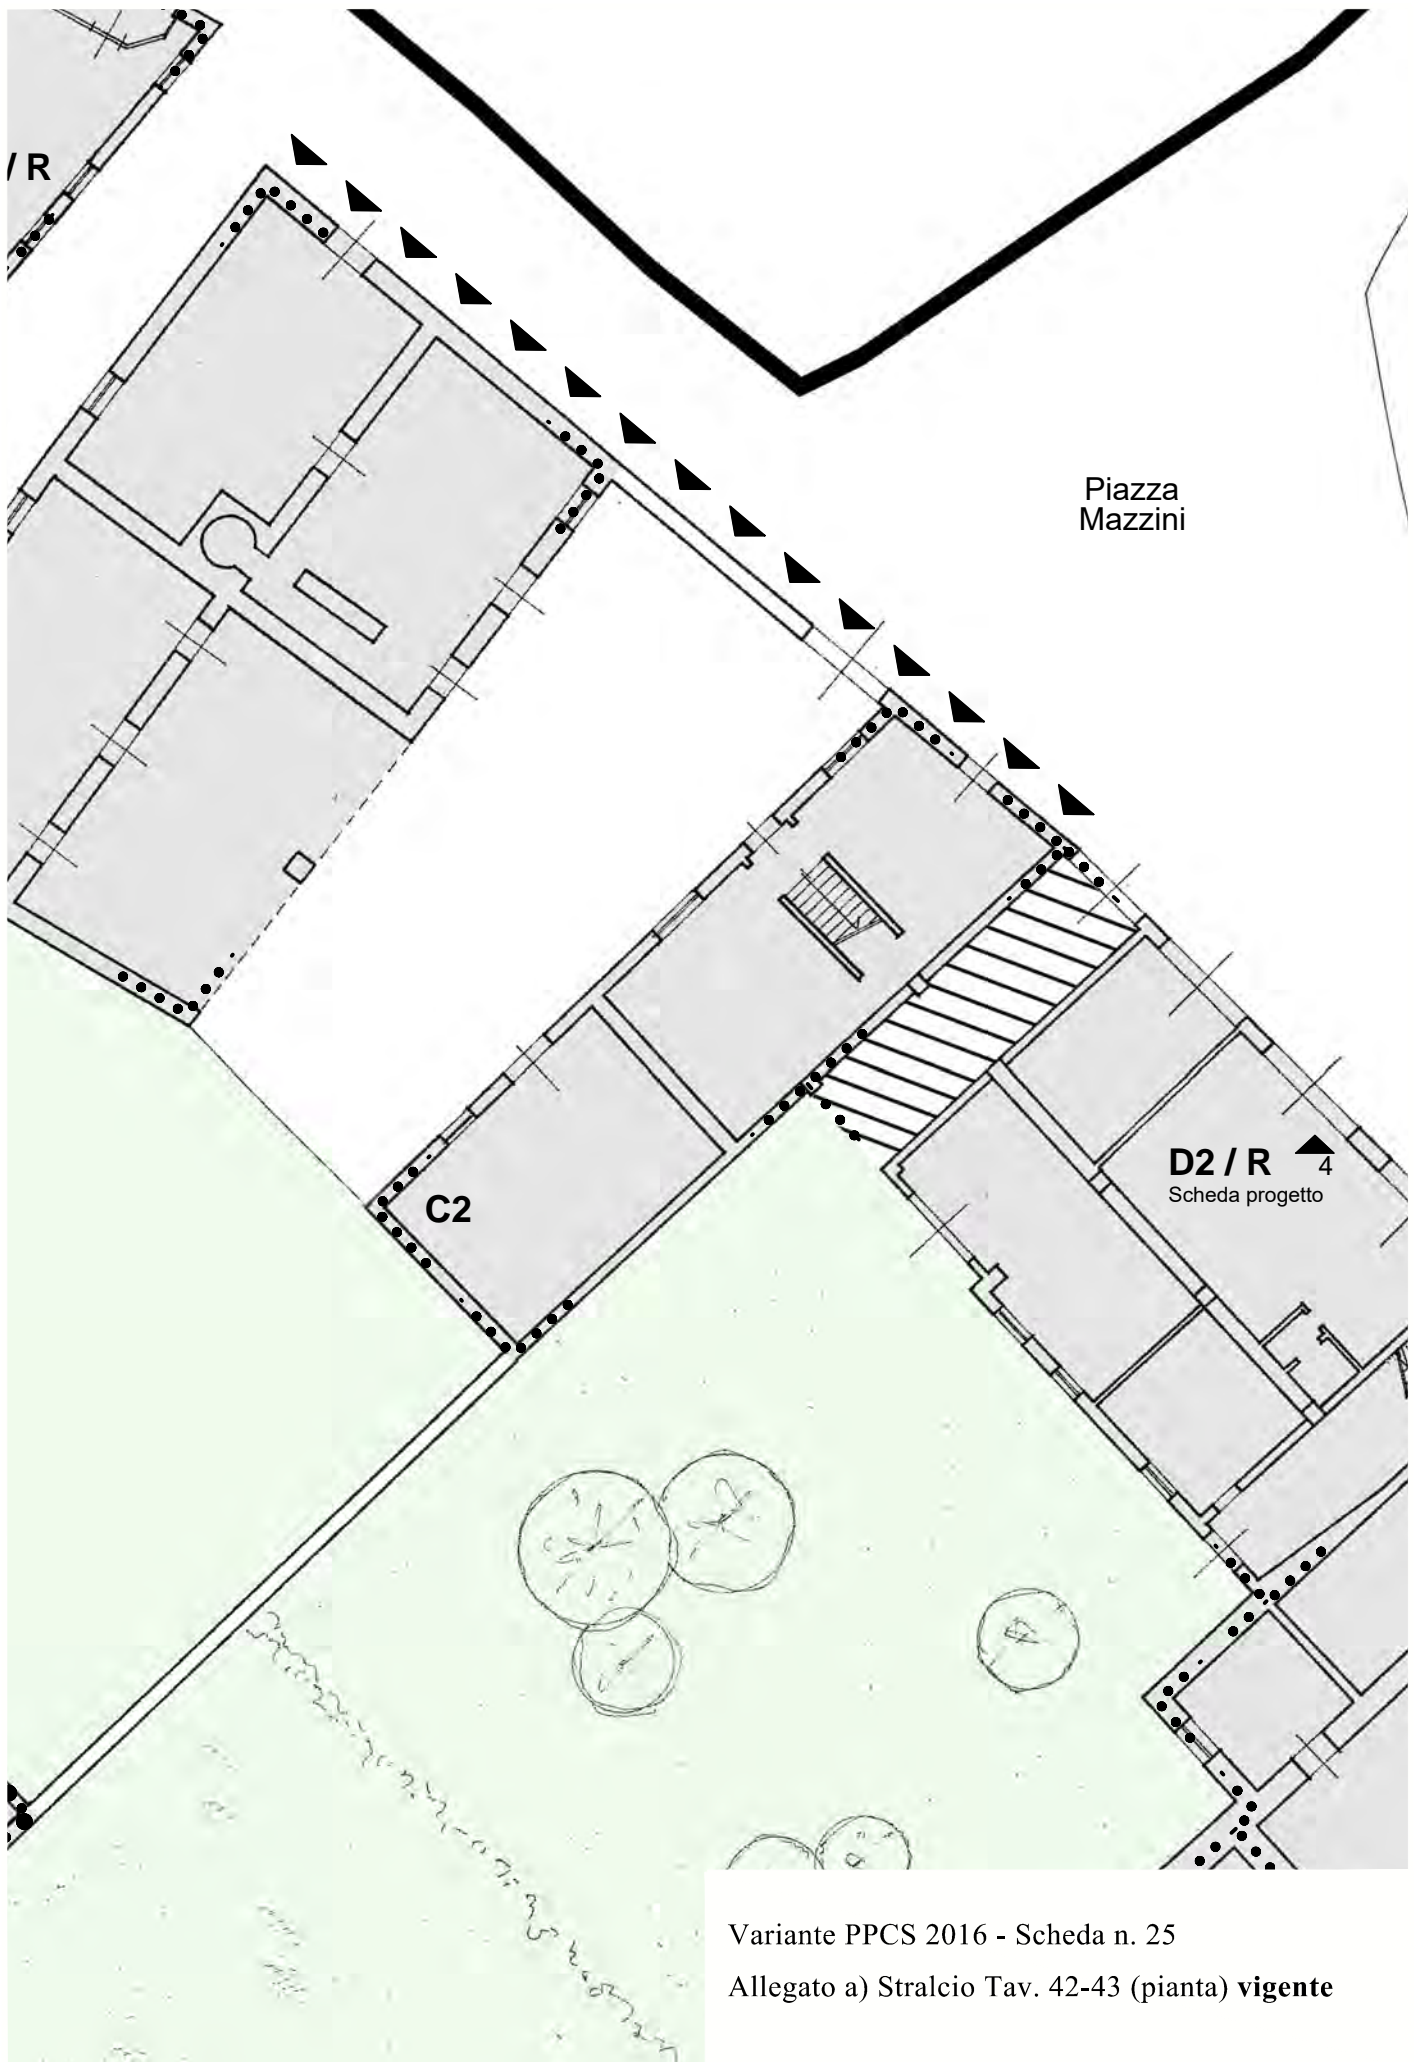 / R
Piazza
Mazzini
D2 / R
4
Scheda progetto
C2
Variante PPCS 2016 - Scheda n. 25
Allegato a) Stralcio Tav. 42-43 (pianta) vigente